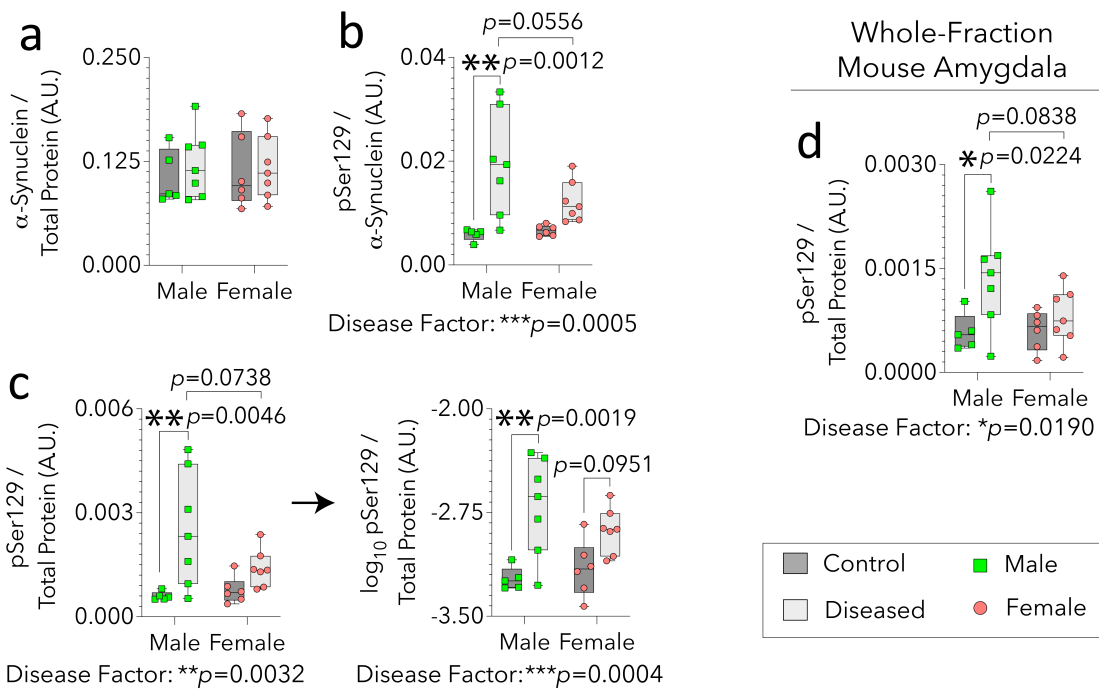 a
α-Synuclein /
Total Protein (A.U.)
0.250
0.125
0.000
Male Female
b
pSer129 /
α-Synuclein (A.U.)
p=0.0556
** p=0.0012
0.04
0.02
0.00
Male Female
Disease Factor: ***p=0.0005
Whole-Fraction
Mouse Amygdala
d
pSer129 /
Total Protein (A.U.)
p=0.0838
* p=0.0224
0.0030
0.0015
0.0000
Male Female
Disease Factor: *p=0.0190
c
pSer129 /
Total Protein (A.U.)
p=0.0738
** p=0.0046
0.006
0.003
0.000
Male Female
Disease Factor: **p=0.0032
log10 pSer129 /
Total Protein (A.U.)
** p=0.0019
p=0.0951
-2.00
-2.75
-3.50
Male Female
Disease Factor: ***p=0.0004
Control
Male
Diseased
Female